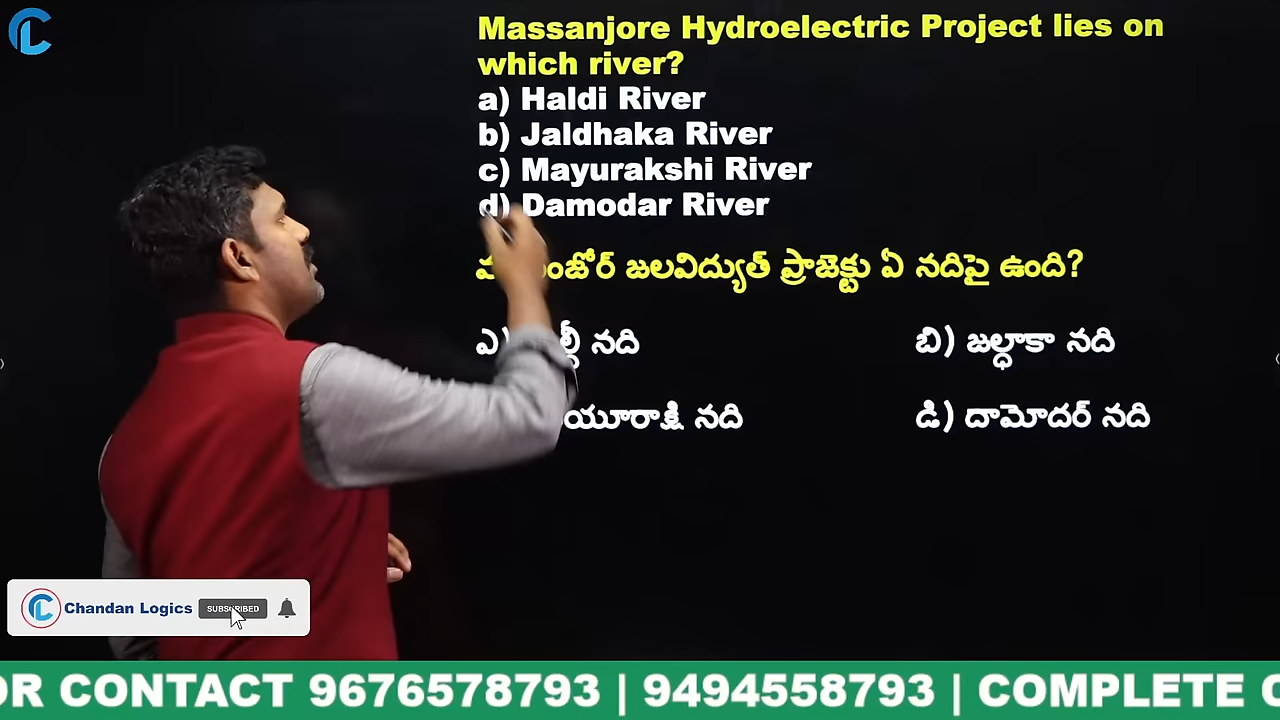 Massanjore Hydroelectric Project lies on
which river?
a) Haldi River
b) Jaldhaka River
c) Mayurakshi River
d) Damodar River
జలవిద్యుత్ ప్రాజెక్టు ఏ నదిపై ఉంది?
ఎ) నది
బి) జల్ధాకా నది
నది
డి) దామోదర్ నది
Chandan Logics SUBSCRIBED
CONTACT 9676578793 | 9494558793 | COMPLETE